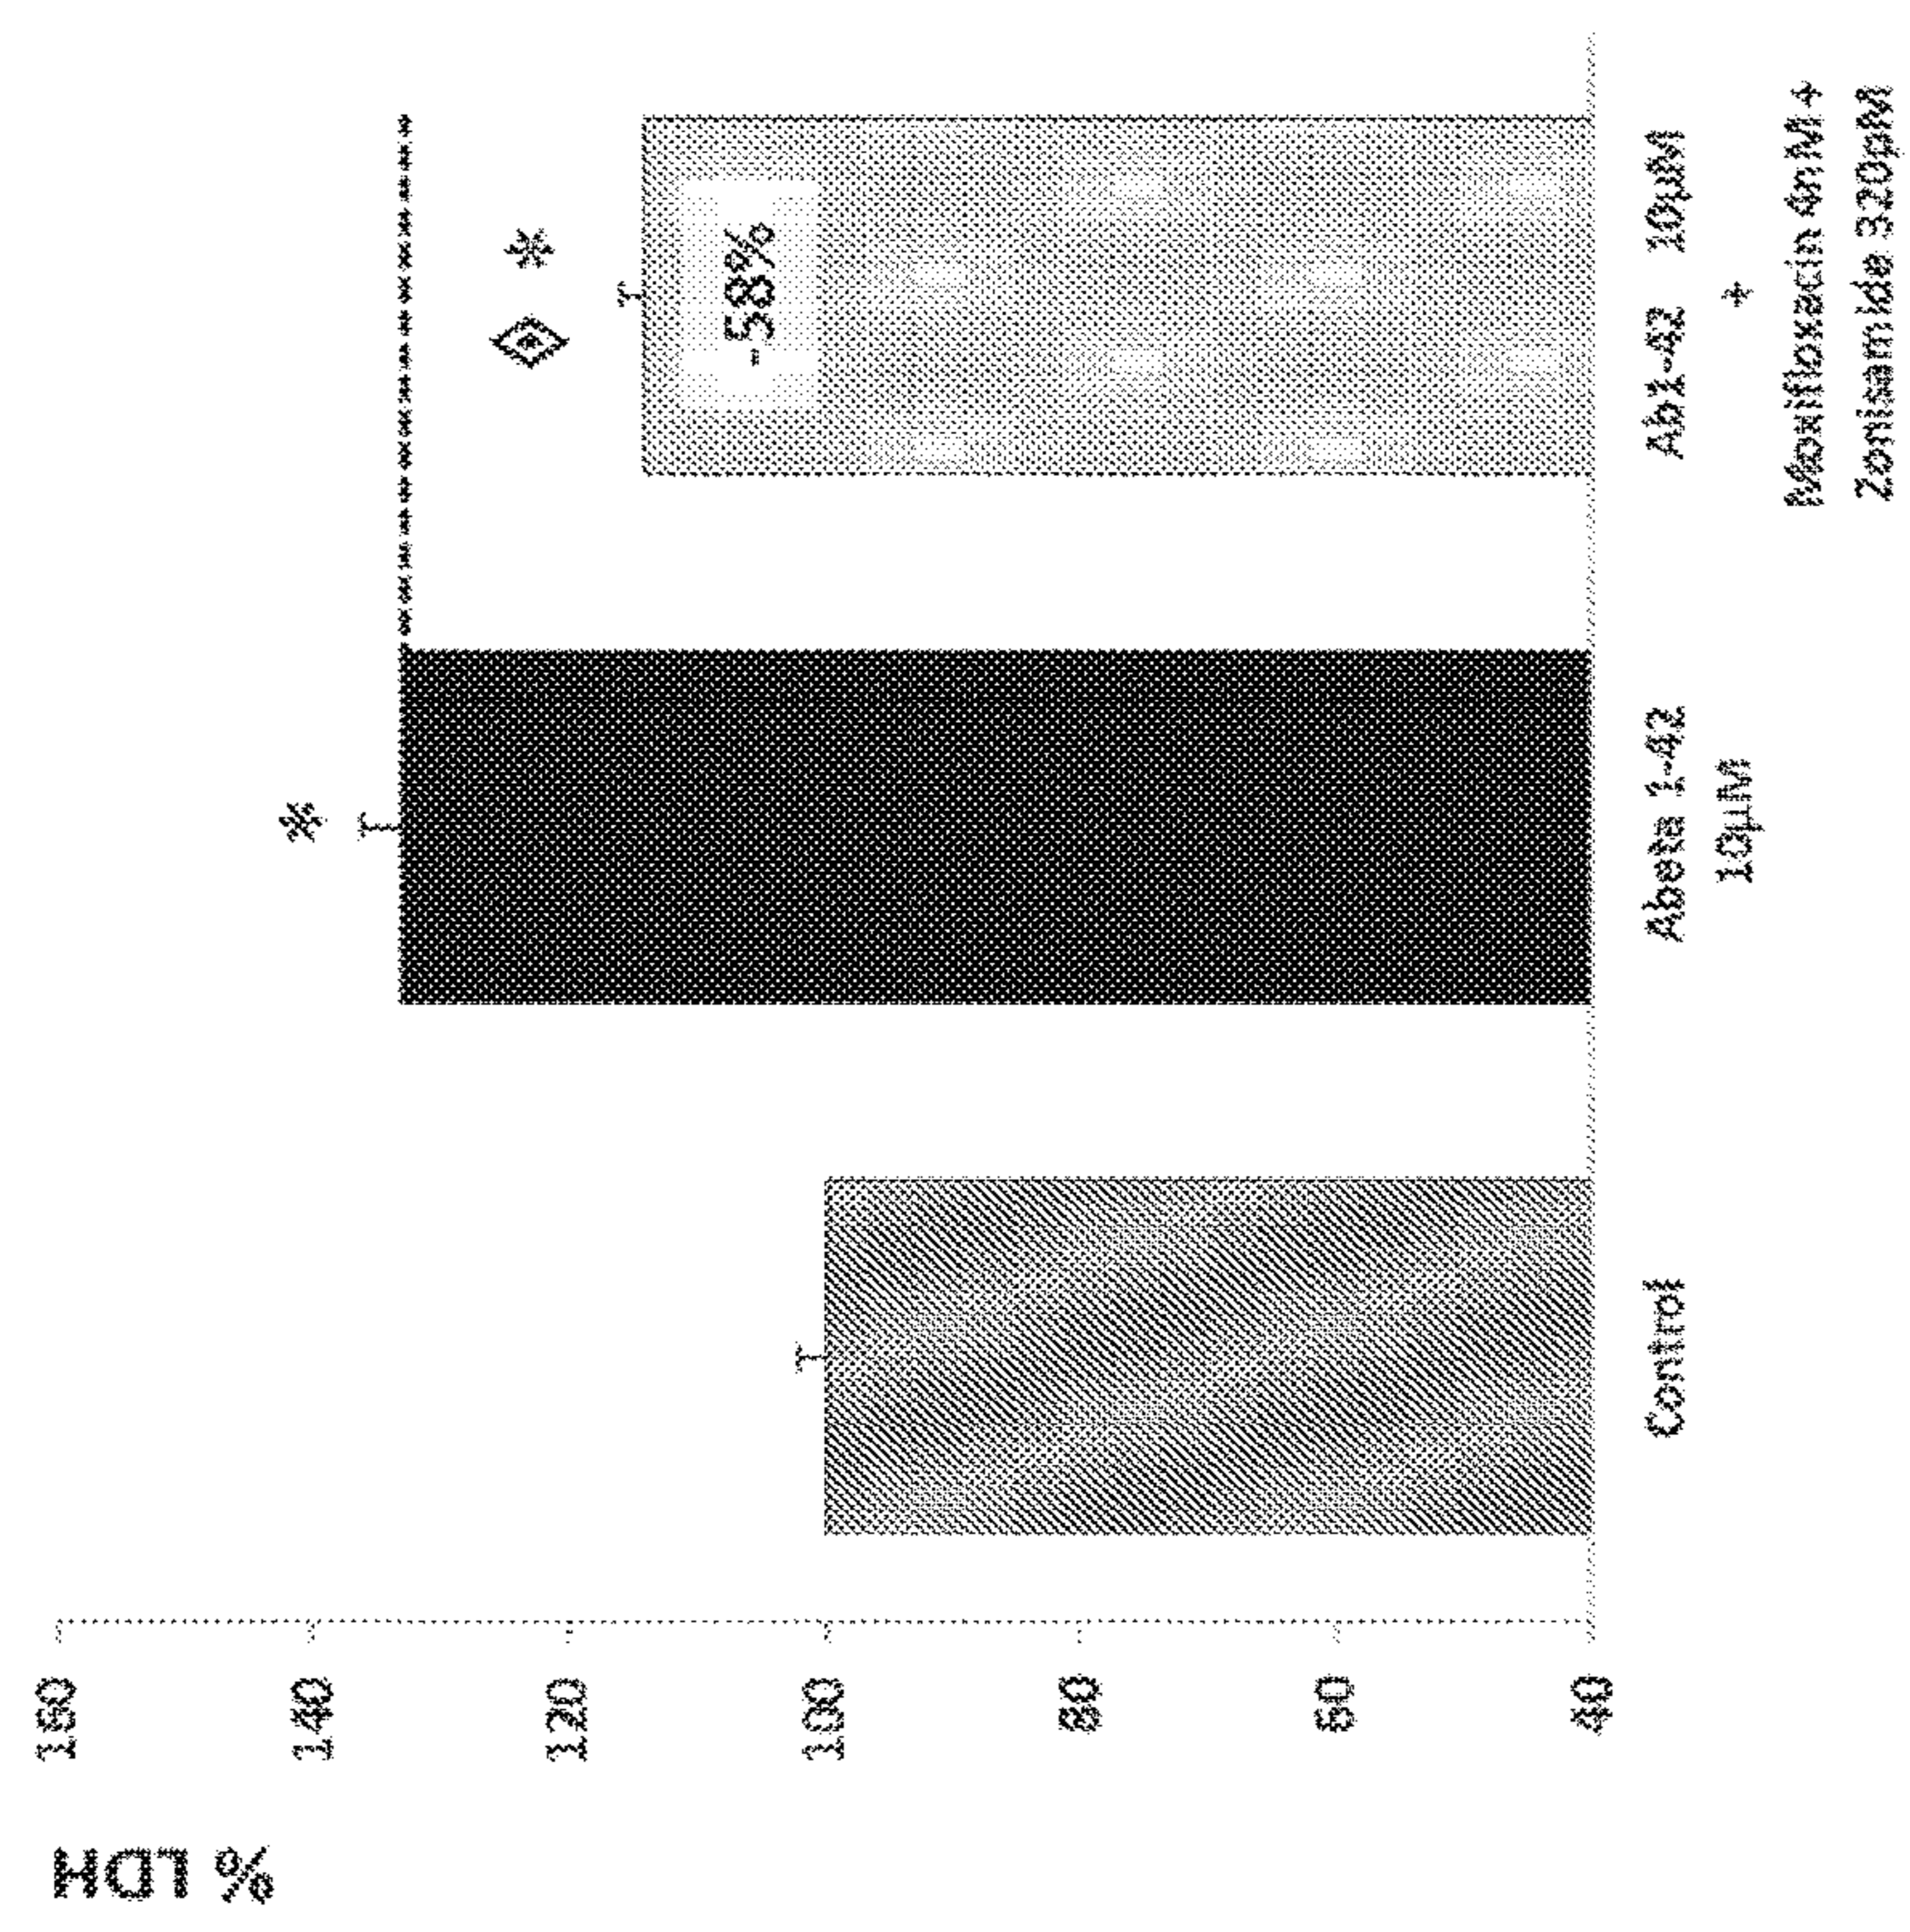 % LDH
160
140
120
100
80
60
40
* 
*
-58%
Control
Abeta 1-42
10µM
Ab1-42 10µM
+
Moxifloxacin 4nM +
Zonisamide 320pM